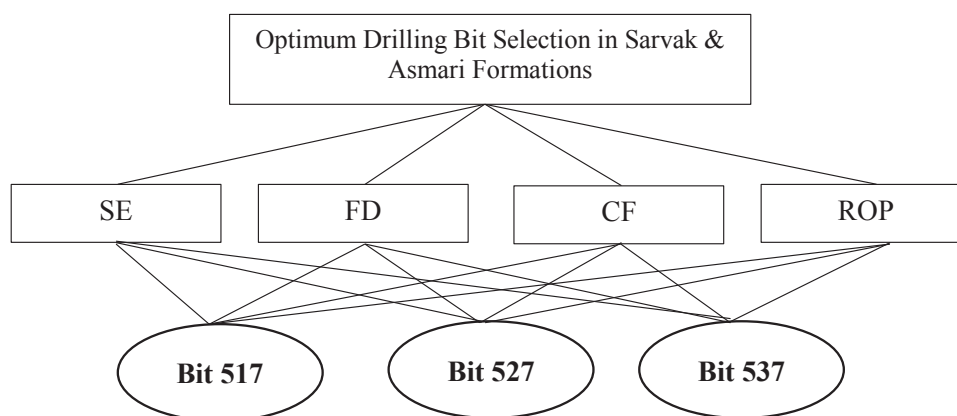 Optimum Drilling Bit Selection in Sarvak &
Asmari Formations
SE
FD
CF
ROP
Bit 517
Bit 527
Bit 537